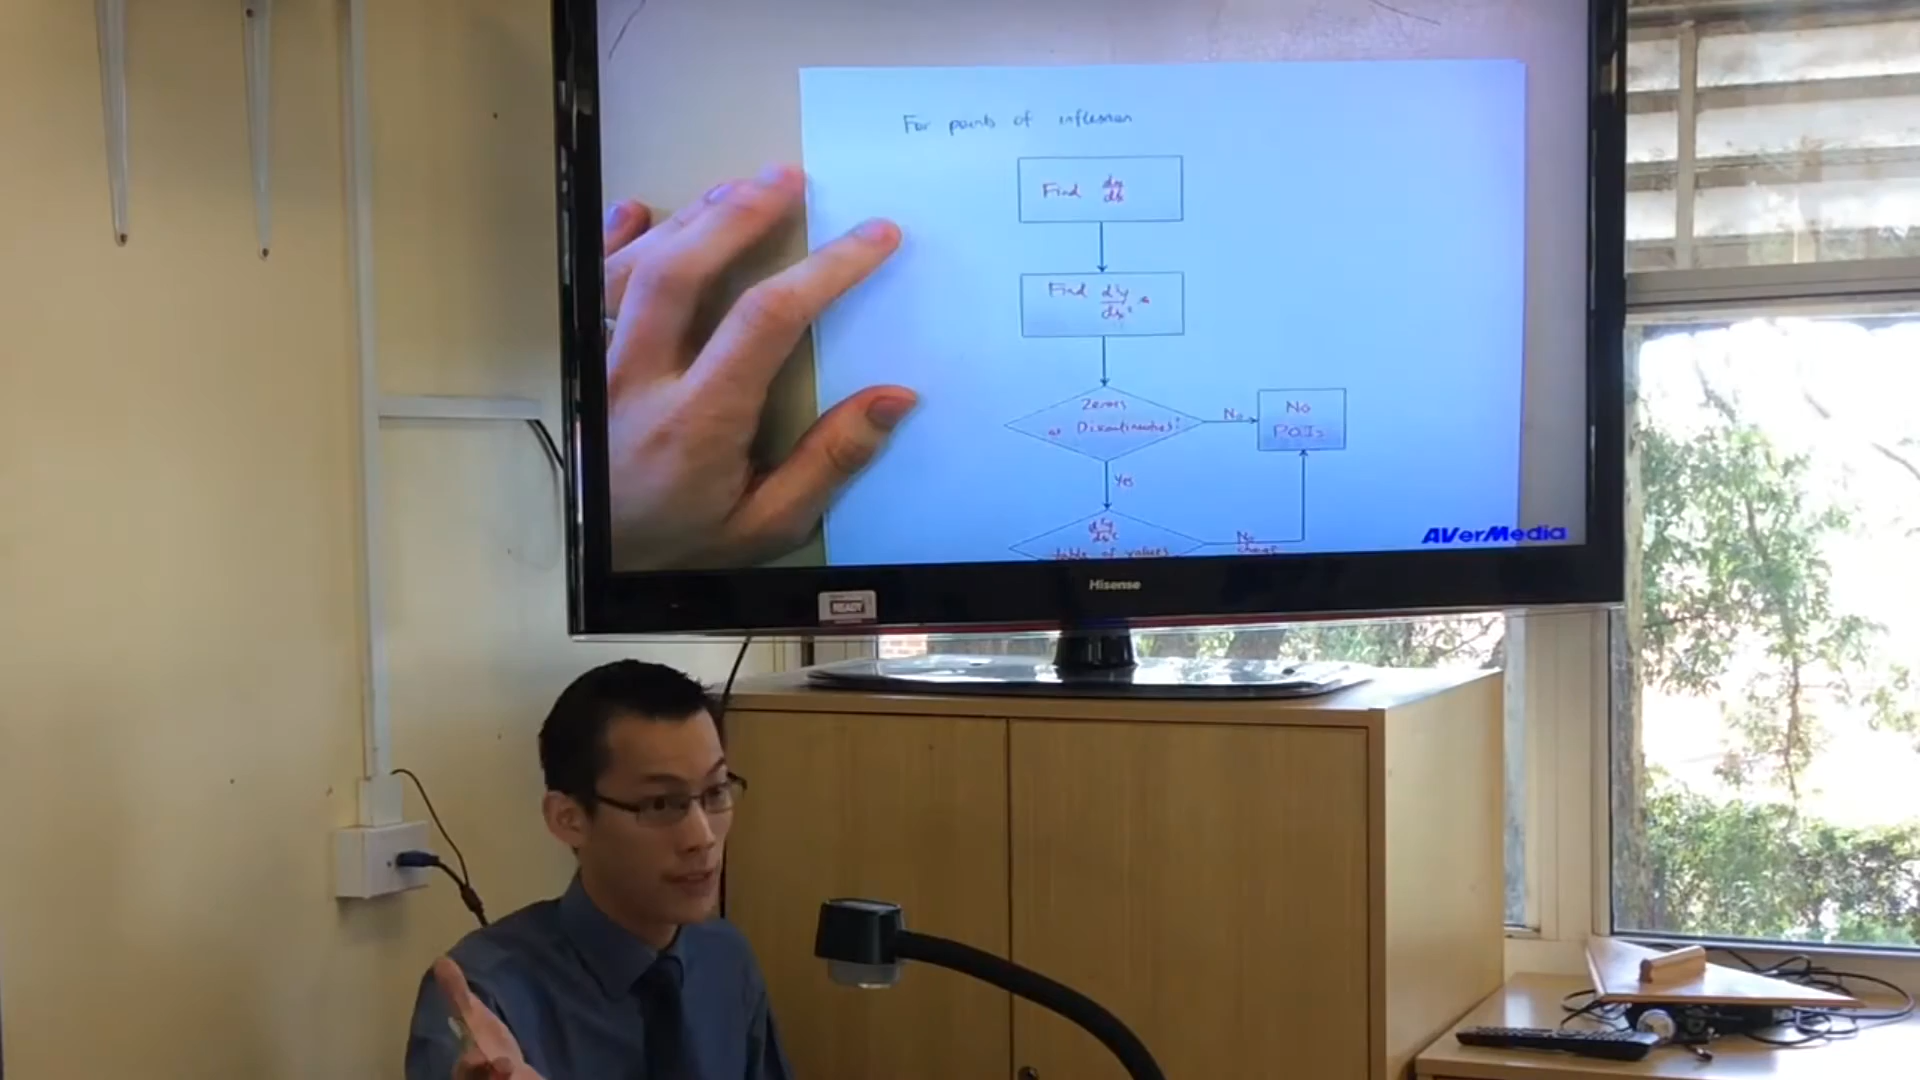 For points of inflexion
Find dy
dx
Find d²y
dx²
Zeroes
or Discontinuities?
No
No
P.O.I.s
Yes
d²y
dx²
table of values
No
change
AVerMedia
Hisense
READY